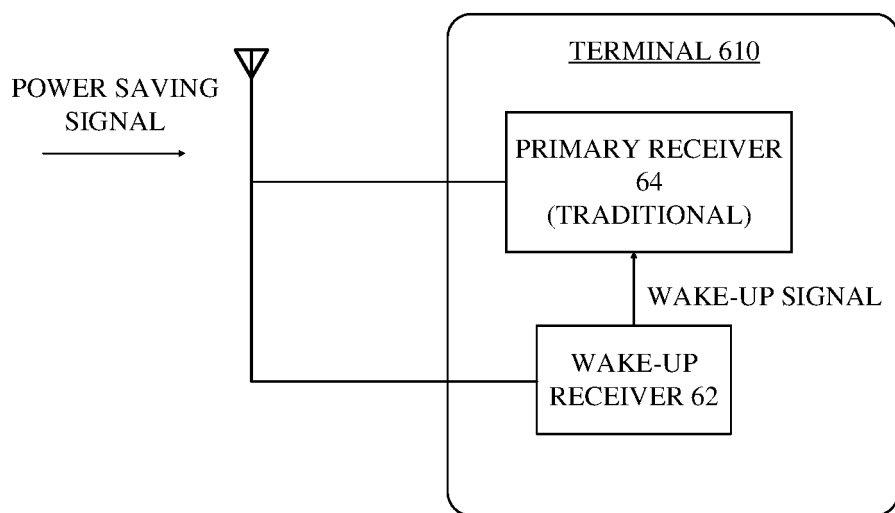 TERMINAL 610
POWER SAVING
SIGNAL
PRIMARY RECEIVER
64
(TRADITIONAL)
WAKE-UP SIGNAL
WAKE-UP
RECEIVER 62